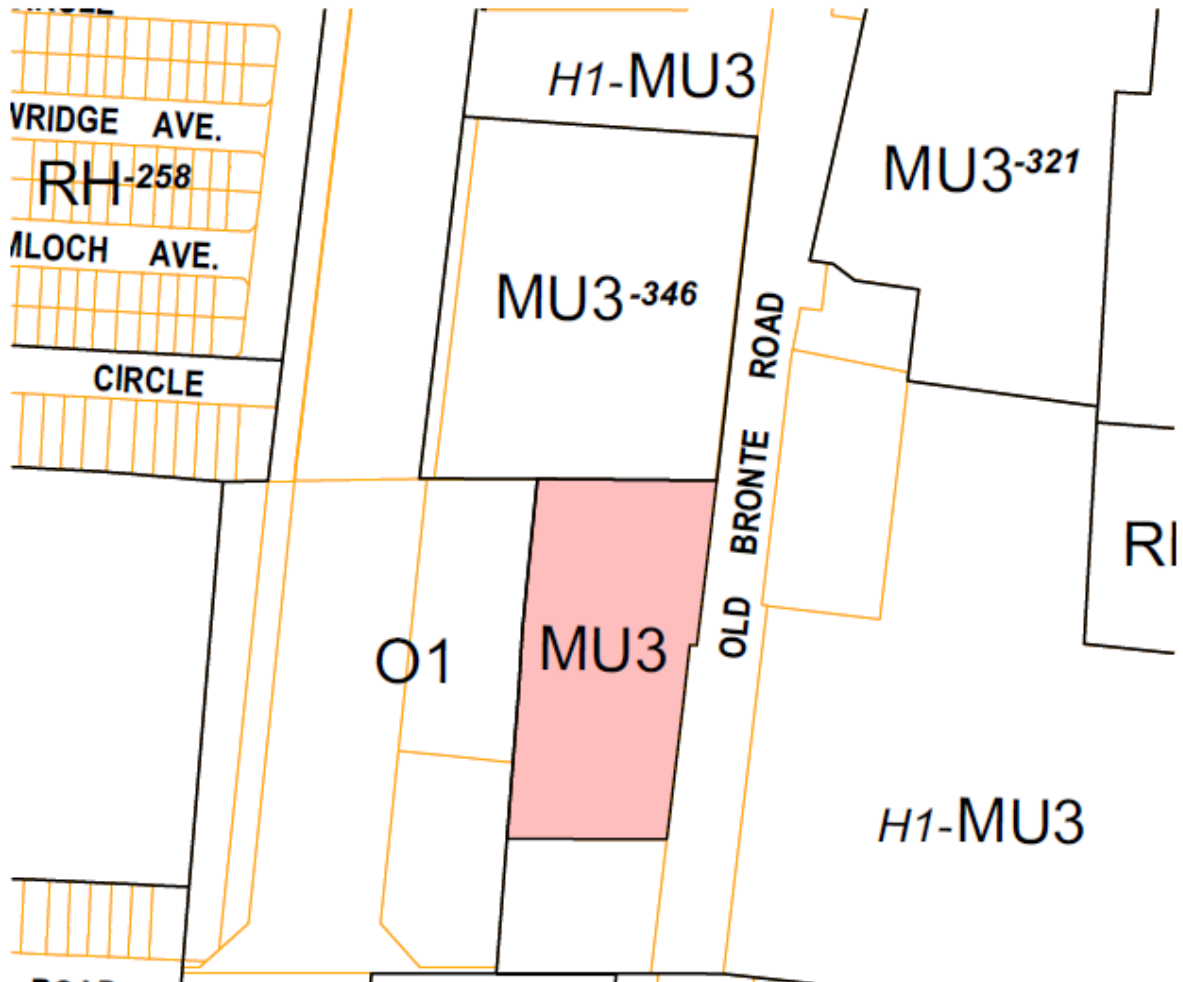 H1-MU3
WRIDGE AVE.
RH-258
MU3-321
MLOCH AVE.
MU3-346
CIRCLE
OLD BRONTE ROAD
O1
MU3
H1-MU3